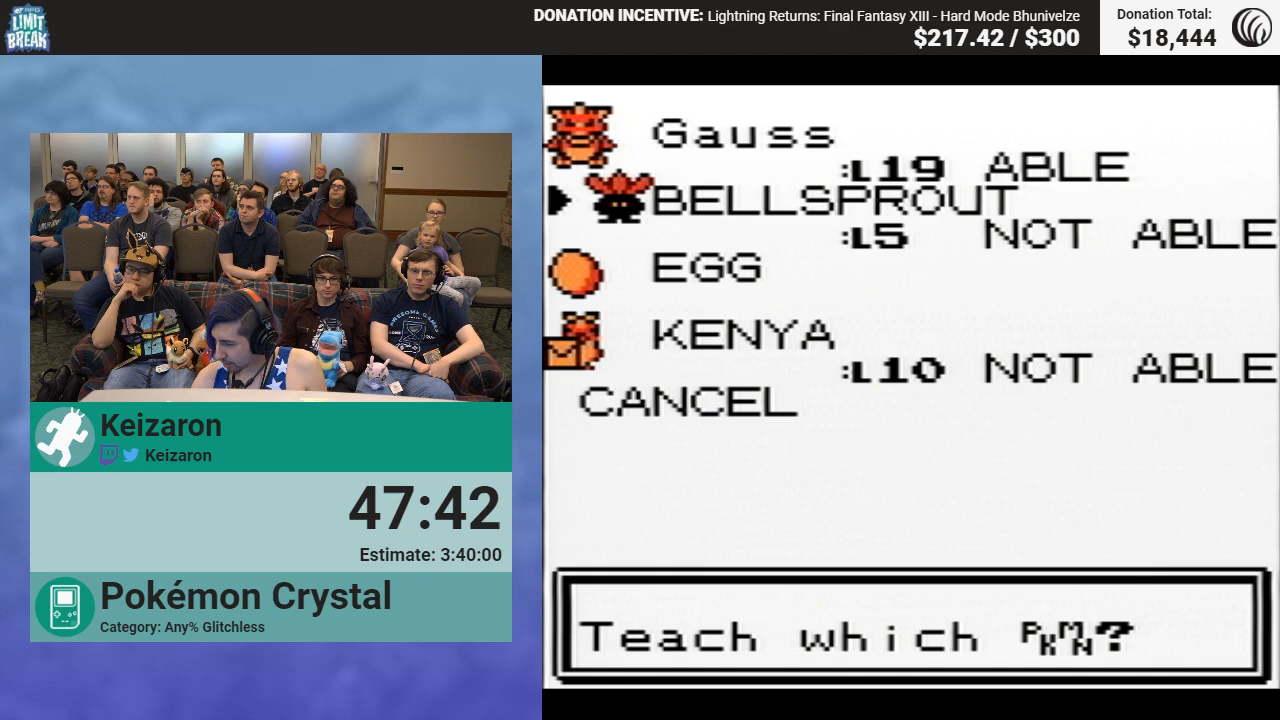 RPG
LIMIT
BREAK
DONATION INCENTIVE: Lightning Returns: Final Fantasy XIII - Hard Mode Bhunivelze
$217.42 / $300
Donation Total:
$18,444
Keizaron
Keizaron
47:42
Estimate: 3:40:00
Pokémon Crystal
Category: Any% Glitchless
Gauss
:L19 ABLE
BELLSPROUT
:L5 NOT ABLE
EGG
KENYA
:L10 NOT ABLE
CANCEL
Teach which PKMN?